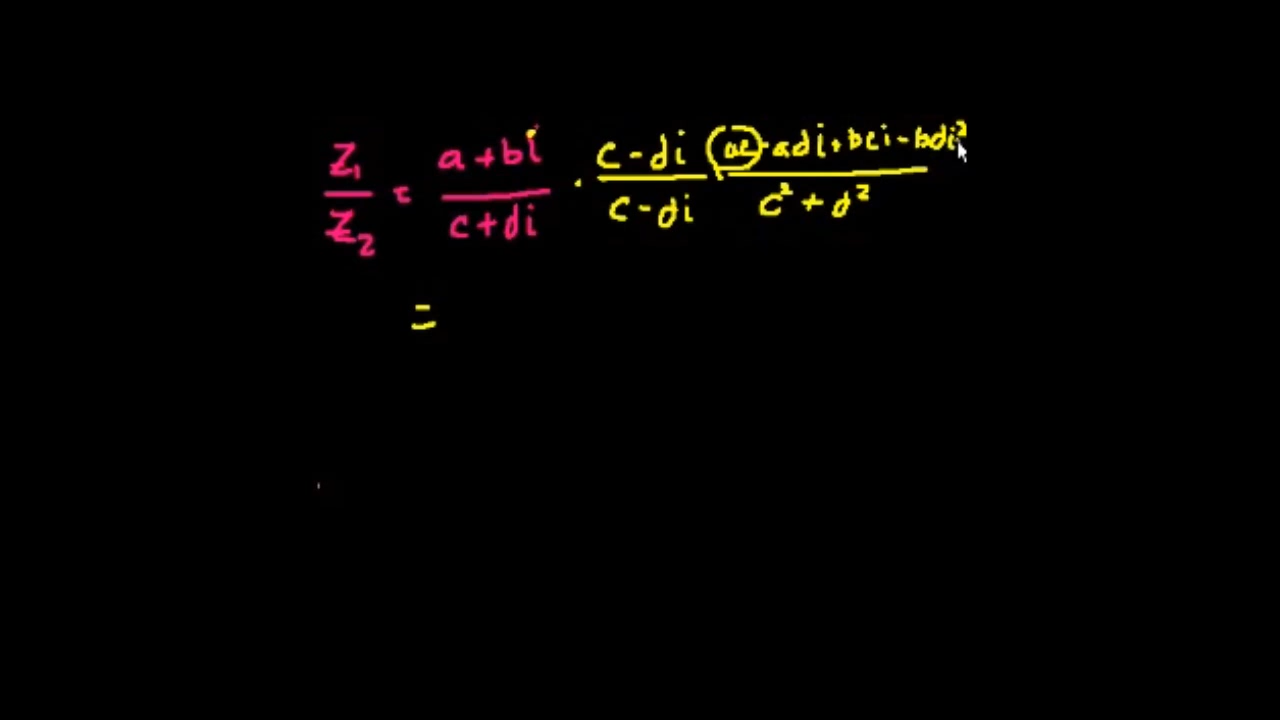 z₁/z₂ = (a+bi)/(c+di) · (c-di)/(c-di) (ac-adi+bci-bdi²)/(c²+d²)
=